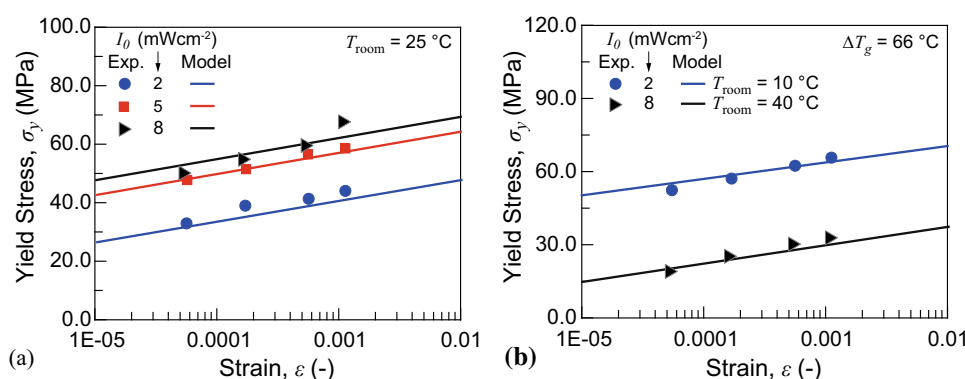 100.0
80.0
60.0
40.0
20.0
0.0
Yield Stress, σy (MPa)
I0 (mWcm-2)
Exp. Model
2
5
8
Troom = 25 °C
1E-05 0.0001 0.001 0.01
Strain, ε (-)
(a)
120.0
90.0
60.0
30.0
0.0
Yield Stress, σy (MPa)
I0 (mWcm-2)
Exp. Model
2 Troom = 10 °C
8 Troom = 40 °C
ΔTg = 66 °C
1E-05 0.0001 0.001 0.01
Strain, ε (-)
(b)